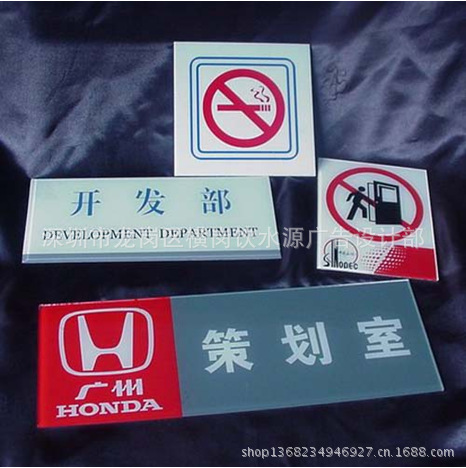 开发部
DEVELOPMENT DEPARTMENT
深圳市龙岗区横岗饮水源广告设计部
SINODEC
广州
HONDA
策划室
shop1368234946927.cn.1688.com